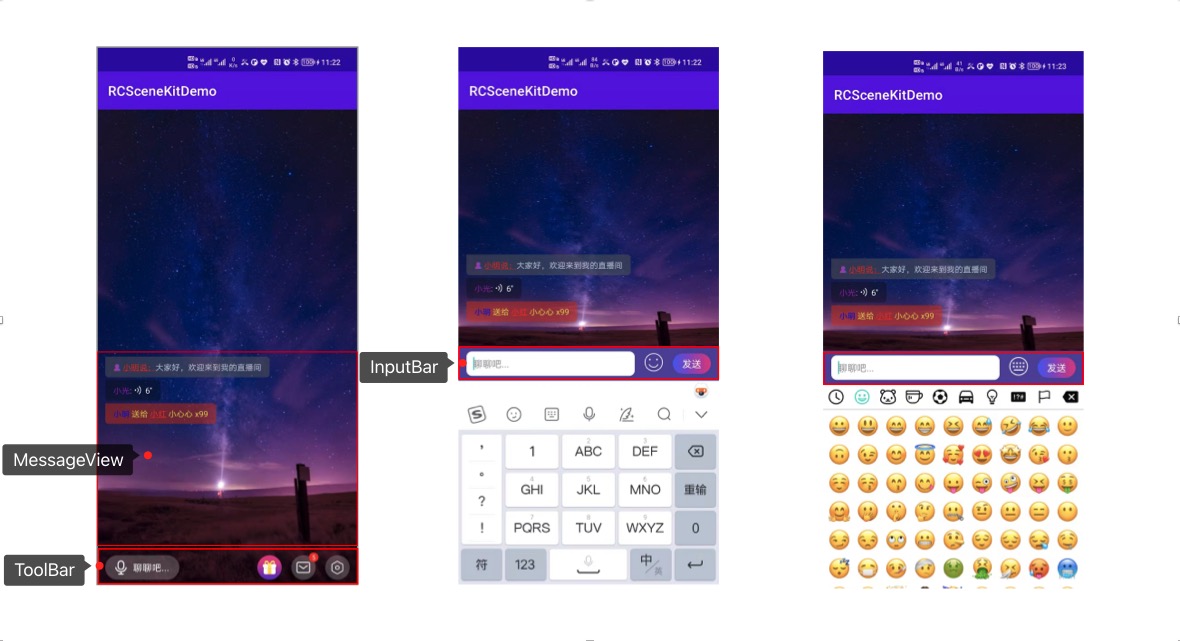 11:22
RCSceneKitDemo
小明说: 大家好，欢迎来到我的直播间
小光: 6"
小明 送给 小红 小心心 x99
MessageView
ToolBar
聊聊吧...
11:22
RCSceneKitDemo
小明说: 大家好，欢迎来到我的直播间
小光: 6"
小明 送给 小红 小心心 x99
InputBar
聊聊吧...
发送
， 1 ABC DEF
。
? GHI JKL MNO 重输
! PQRS TUV WXYZ 0
符 123 中/英
11:23
RCSceneKitDemo
小明说: 大家好，欢迎来到我的直播间
小光: 6"
小明 送给 小红 小心心 x99
聊聊吧...
发送